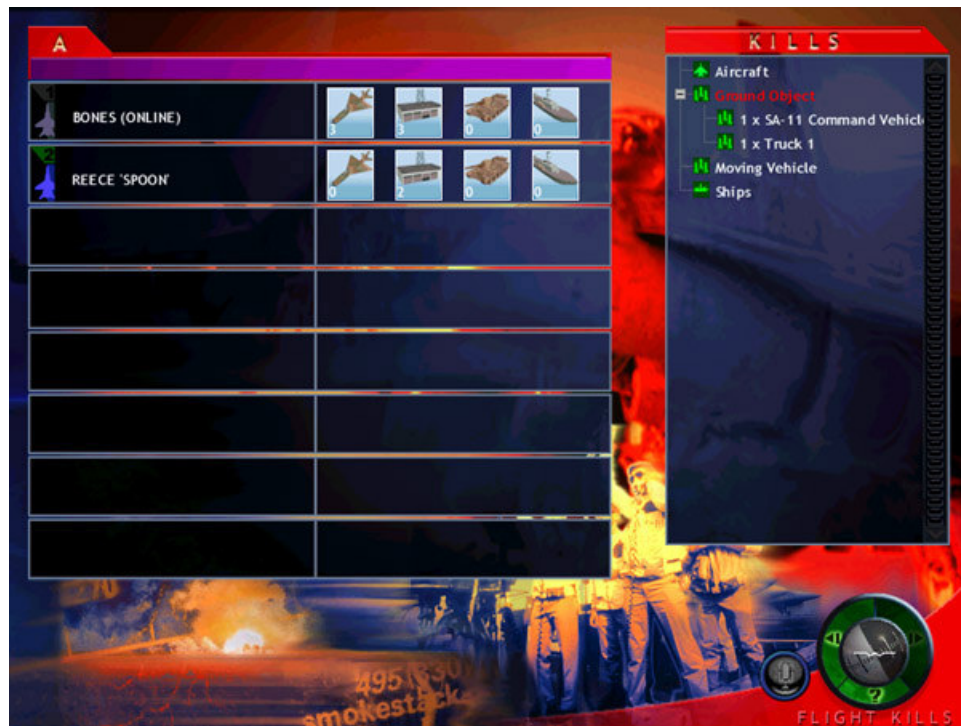 A
KILLS
Aircraft
Ground Object
1 x SA-11 Command Vehicle
1 x Truck 1
Moving Vehicle
Ships
1
BONES (ONLINE)
3
3
0
0
2
REECE 'SPOON'
0
2
0
0
495
30
smokestack
?
FLIGHT KILLS